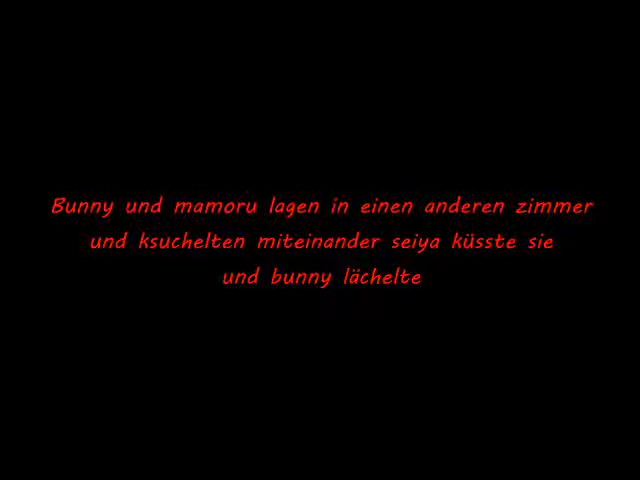 Bunny und mamoru lagen in einen anderen zimmer
und ksuchelten miteinander seiya küsste sie
und bunny lächelte